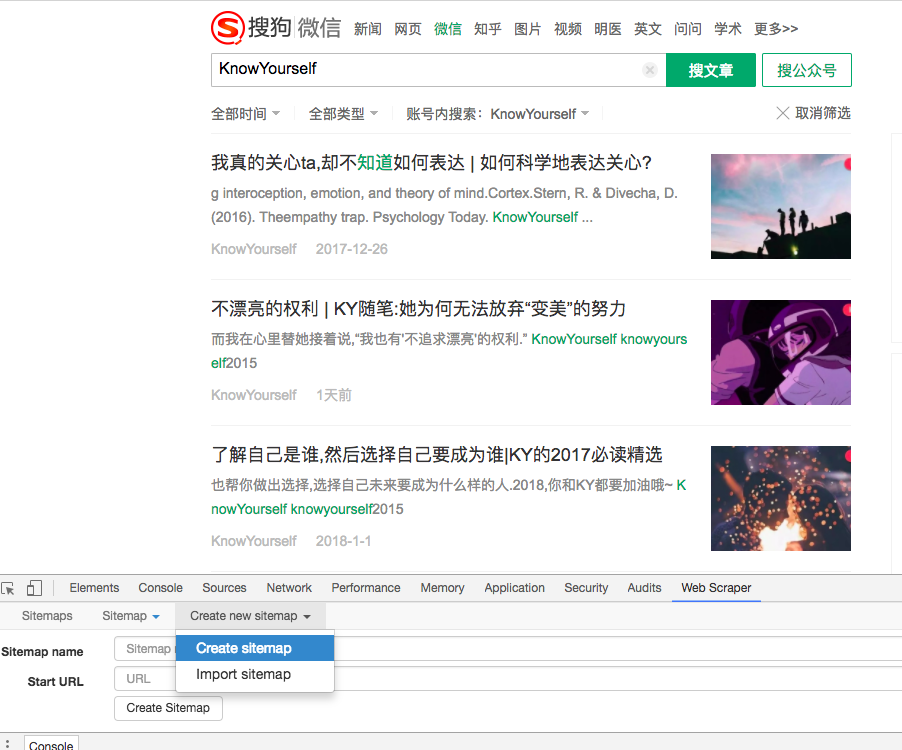 搜狗 微信 新闻 网页 微信 知乎 图片 视频 明医 英文 问问 学术 更多>>
KnowYourself 搜文章 搜公众号
全部时间 全部类型 账号内搜索：KnowYourself 取消筛选
我真的关心ta,却不知道如何表达 | 如何科学地表达关心?
g interoception, emotion, and theory of mind.Cortex.Stern, R. & Divecha, D.
(2016). Theempathy trap. Psychology Today. KnowYourself ...
KnowYourself 2017-12-26
不漂亮的权利 | KY随笔:她为何无法放弃“变美”的努力
而我在心里替她接着说,“我也有'不追求漂亮'的权利.” KnowYourself knowyours
elf2015
KnowYourself 1天前
了解自己是谁,然后选择自己要成为谁|KY的2017必读精选
也帮你做出选择,选择自己未来要成为什么样的人.2018,你和KY都要加油哦~ K
nowYourself knowyourself2015
KnowYourself 2018-1-1
Elements Console Sources Network Performance Memory Application Security Audits Web Scraper
Sitemaps Sitemap Create new sitemap
Create sitemap
Import sitemap
Sitemap name Sitemap
Start URL URL
Create Sitemap
Console